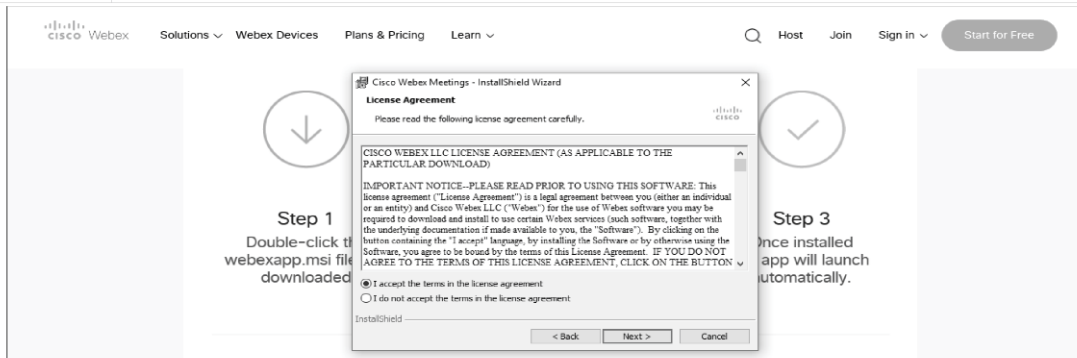 CISCO Webex
Solutions
Webex Devices
Plans & Pricing
Learn
Host
Join
Sign in
Start for Free
Cisco Webex Meetings - InstallShield Wizard
License Agreement
Please read the following license agreement carefully.
CISCO
CISCO WEBEX LLC LICENSE AGREEMENT (AS APPLICABLE TO THE
PARTICULAR DOWNLOAD)
IMPORTANT NOTICE--PLEASE READ PRIOR TO USING THIS SOFTWARE: This
license agreement ("License Agreement") is a legal agreement between you (either an individual
or an entity) and Cisco Webex LLC ("Webex") for the use of Webex software you may be
required to download and install to use certain Webex services (such software, together with
the underlying documentation if made available to you, the "Software"). By clicking on the
button containing the "I accept" language, by installing the Software or by otherwise using the
Software, you agree to be bound by the terms of this License Agreement. IF YOU DO NOT
AGREE TO THE TERMS OF THIS LICENSE AGREEMENT, CLICK ON THE BUTTON
I accept the terms in the license agreement
I do not accept the terms in the license agreement
InstallShield
< Back
Next >
Cancel
Step 1
Double-click
webexapp.msi
downloaded
Step 3
installed
app will launch